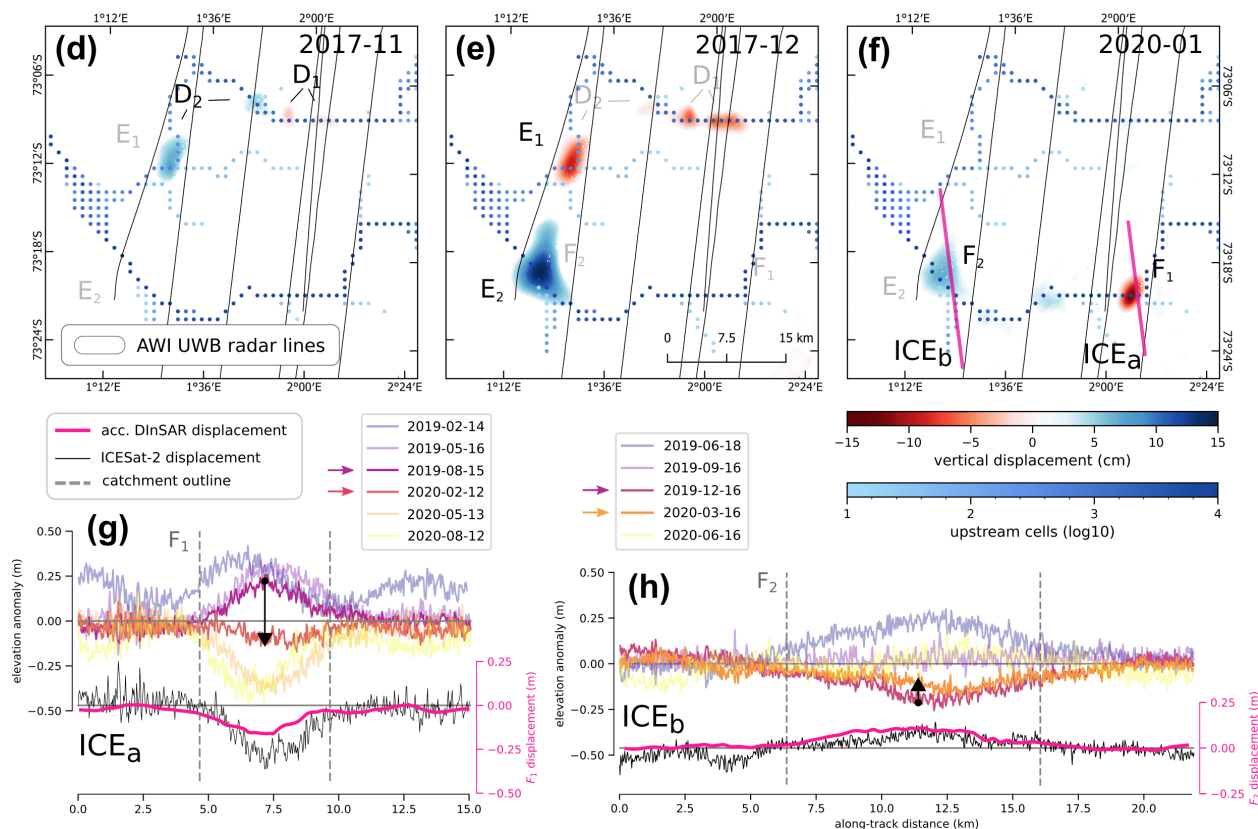 1°12′E 1°36′E 2°00′E
(d) 2017-11
D₁
D₂
E₁
E₂
AWI UWB radar lines
73°06′S
73°12′S
73°18′S
73°24′S
1°12′E 1°36′E 2°00′E 2°24′E
1°12′E 1°36′E 2°00′E
(e) 2017-12
D₁
D₂
E₁
F₂
F₁
E₂
0 7.5 15 km
1°12′E 1°36′E 2°00′E 2°24′E
1°12′E 1°36′E 2°00′E
(f) 2020-01
E₁
F₂
F₁
E₂
ICEb
ICEa
73°06′S
73°12′S
73°18′S
73°24′S
1°12′E 1°36′E 2°00′E 2°24′E
acc. DInSAR displacement
ICESat-2 displacement
catchment outline
2019-02-14
2019-05-16
2019-08-15
2020-02-12
2020-05-13
2020-08-12
2019-06-18
2019-09-16
2019-12-16
2020-03-16
2020-06-16
−15 −10 −5 0 5 10 15
vertical displacement (cm)
1 2 3 4
upstream cells (log10)
(g)
F₁
0.50
0.25
0.00
−0.25
−0.50
elevation anomaly (m)
ICEa
0.25
0.00
−0.25
−0.50
F₁ displacement (m)
0.0 2.5 5.0 7.5 10.0 12.5 15.0
(h)
F₂
0.50
0.25
0.00
−0.25
−0.50
elevation anomaly (m)
ICEb
0.25
0.00
−0.25
F₂ displacement (m)
0.0 2.5 5.0 7.5 10.0 12.5 15.0 17.5 20.0
along-track distance (km)